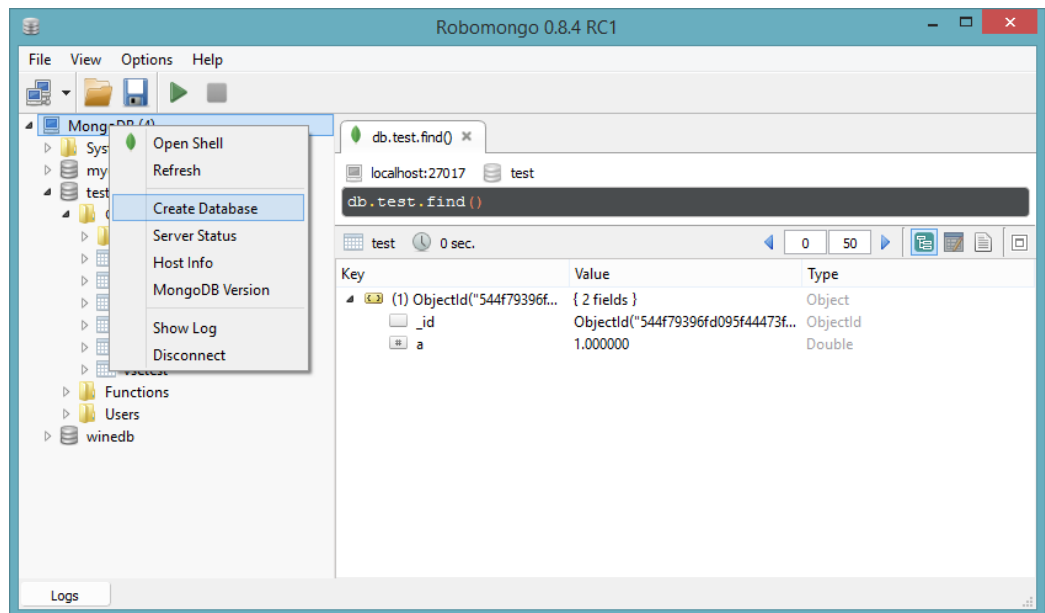 Robomongo 0.8.4 RC1
File View Options Help
MongoDB (4)
Open Shell
Refresh
Create Database
Server Status
Host Info
MongoDB Version
Show Log
Disconnect
Sys
my
test
Functions
Users
winedb
db.test.find()
localhost:27017 test
db.test.find()
test 0 sec. 0 50
Key Value Type
(1) ObjectId("544f79396f... { 2 fields } Object
_id ObjectId("544f79396fd095f44473f... ObjectId
# a 1.000000 Double
Logs